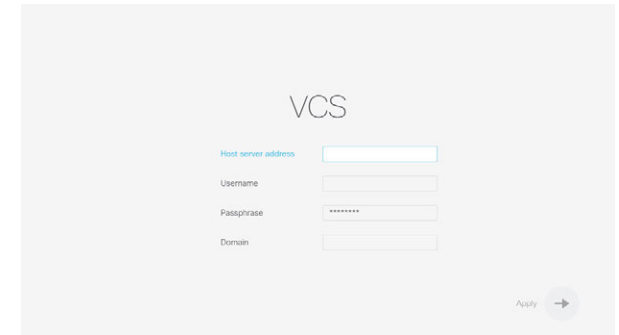 VCS
Host server address
Username
Passphrase ********
Domain
Apply